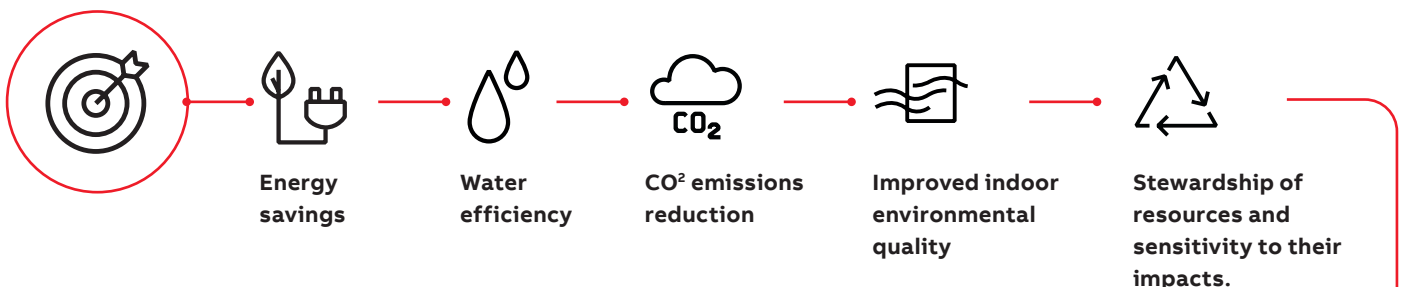 CO₂
Energy
savings
Water
efficiency
CO² emissions
reduction
Improved indoor
environmental
quality
Stewardship of
resources and
sensitivity to their
impacts.